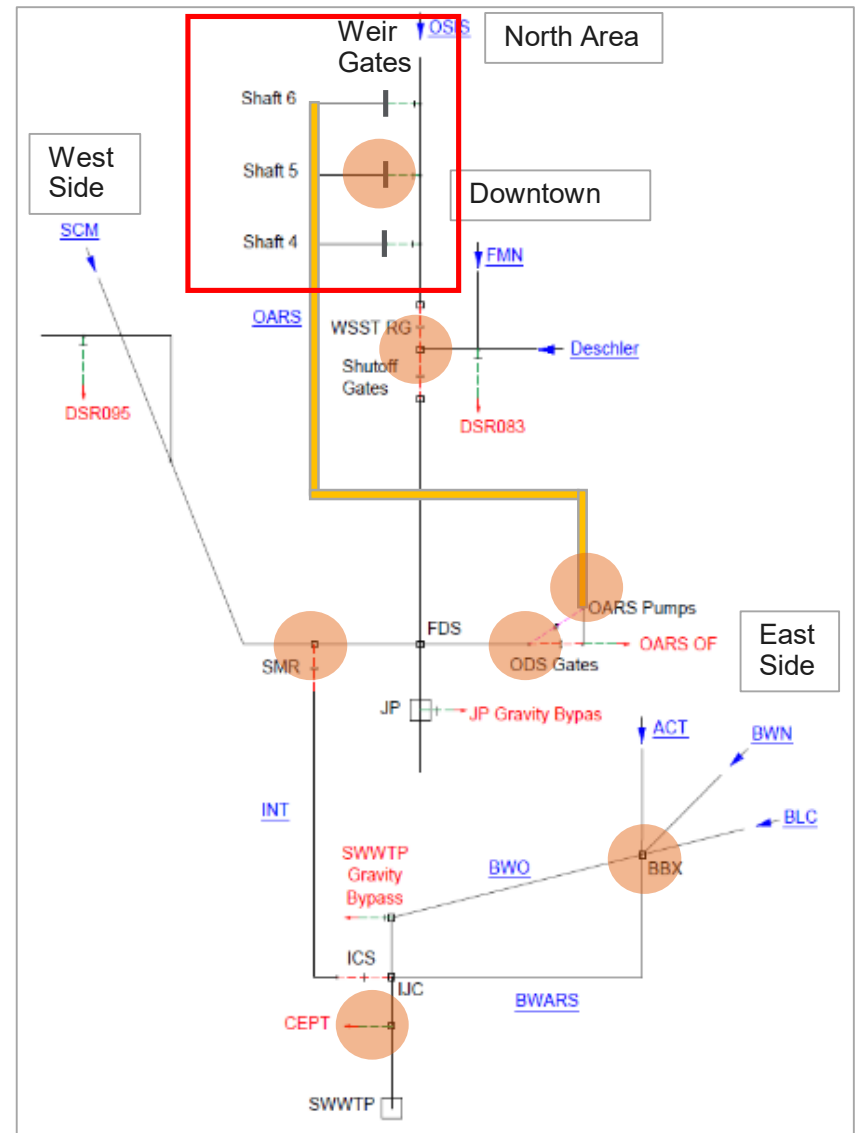 Weir
Gates
OSIS
North Area
Shaft 6
West
Side
Shaft 5
Downtown
SCM
Shaft 4
FMN
OARS
WSST RG
Deschler
Shutoff
Gates
DSR095
DSR083
OARS Pumps
FDS
OARS OF
East
Side
SMR
ODS Gates
JP
JP Gravity Bypas
ACT
BWN
INT
BLC
SWWTP
Gravity
Bypass
BWO
BBX
ICS
IJC
BWARS
CEPT
SWWTP